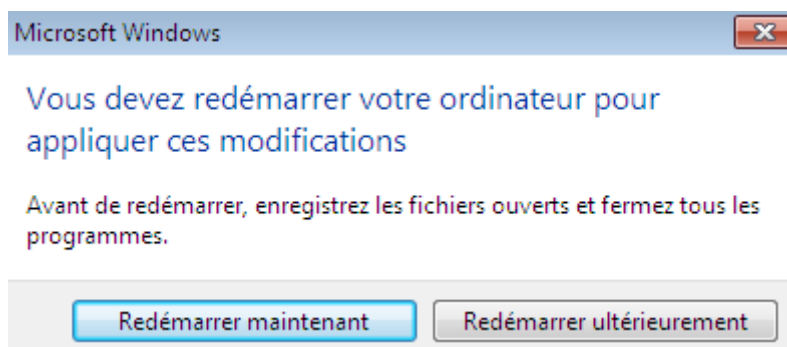 Microsoft Windows
Vous devez redémarrer votre ordinateur pour
appliquer ces modifications
Avant de redémarrer, enregistrez les fichiers ouverts et fermez tous les
programmes.
Redémarrer maintenant
Redémarrer ultérieurement